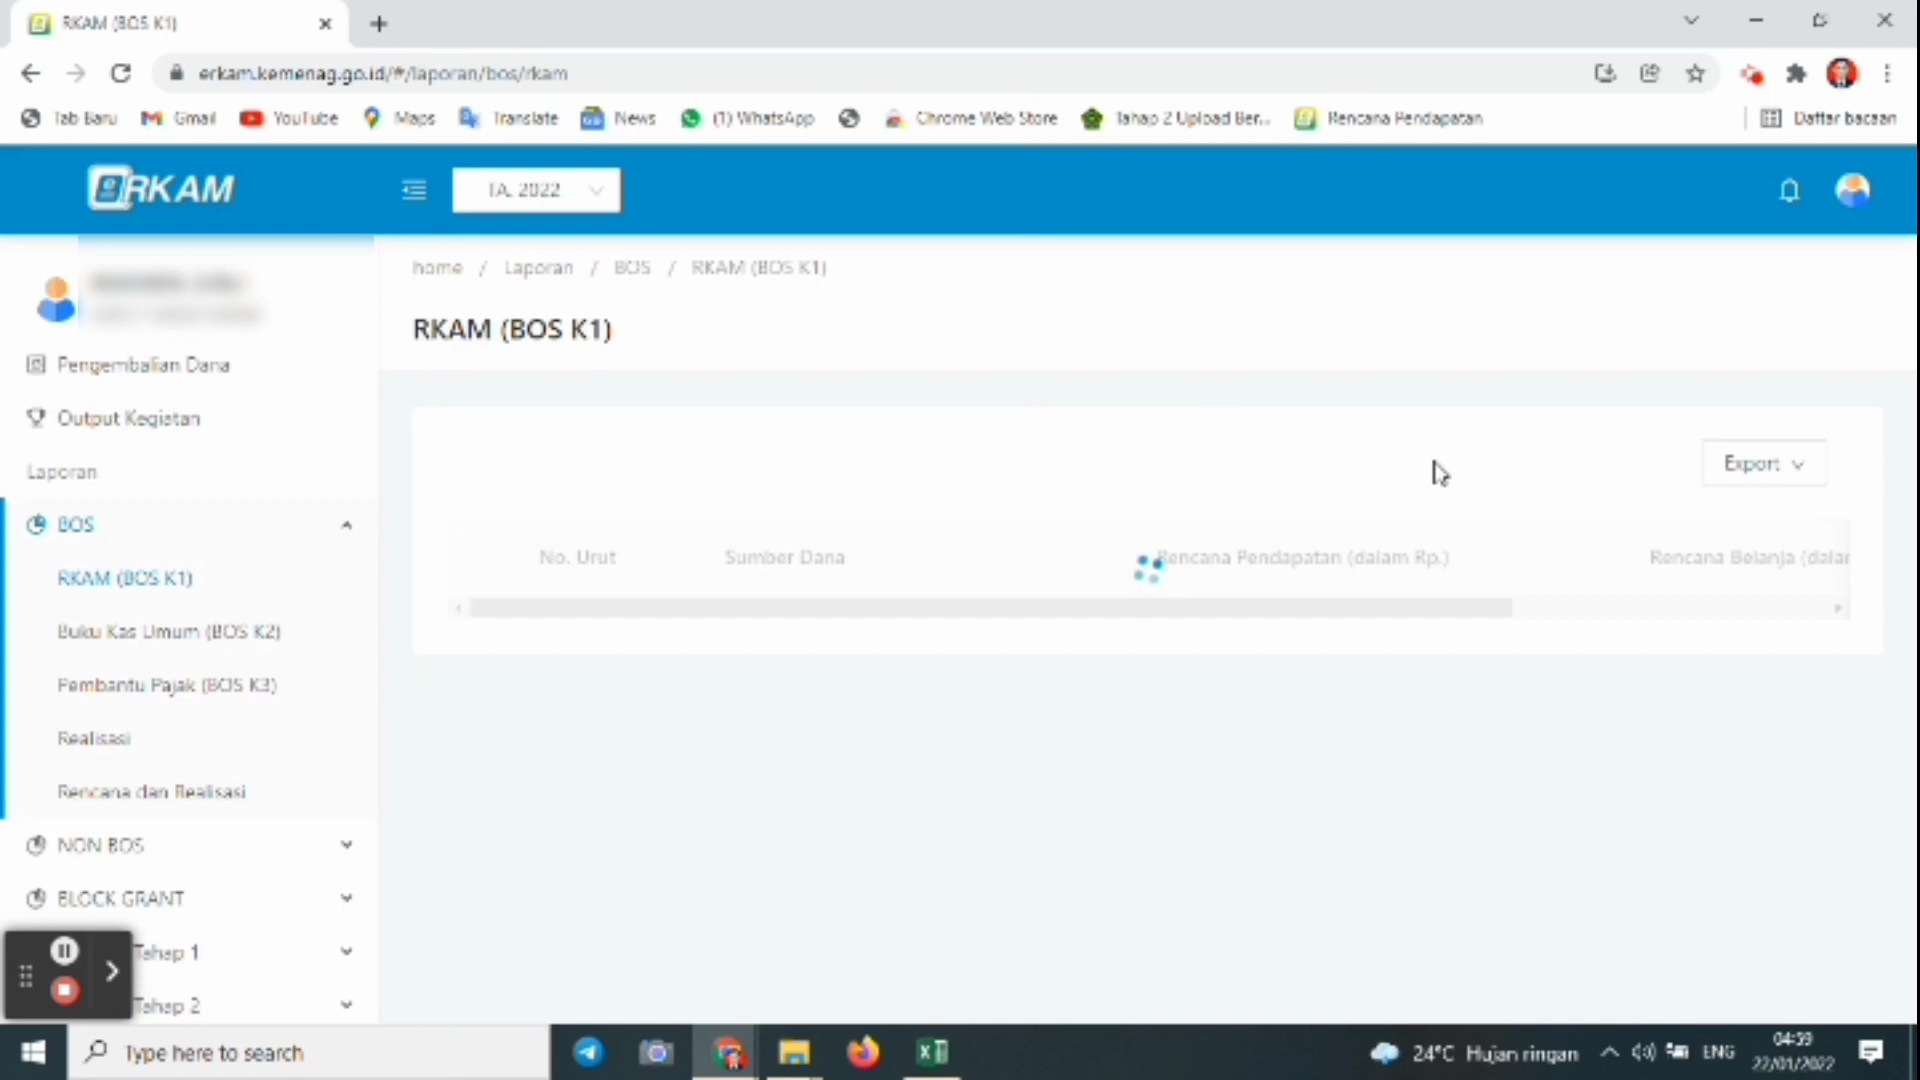 RKAM (BOS K1)
erkam.kemenag.go.id/#/laporan/bos/rkam
Tab Baru
Gmail
YouTube
Maps
Translate
News
(1) WhatsApp
Chrome Web Store
Tahap 2 Upload Ber...
Rencana Pendapatan
Daftar bacaan
eRKAM
TA. 2022
home / Laporan / BOS / RKAM (BOS K1)
RKAM (BOS K1)
Pengembalian Dana
Output Kegiatan
Laporan
BOS
RKAM (BOS K1)
Buku Kas Umum (BOS K2)
Pembantu Pajak (BOS K3)
Realisasi
Rencana dan Realisasi
NON BOS
BLOCK GRANT
Tahap 1
Tahap 2
Export
No. Urut
Sumber Dana
Rencana Pendapatan (dalam Rp.)
Rencana Belanja (dalar
Type here to search
24°C Hujan ringan
ENG
04:39
22/01/2022